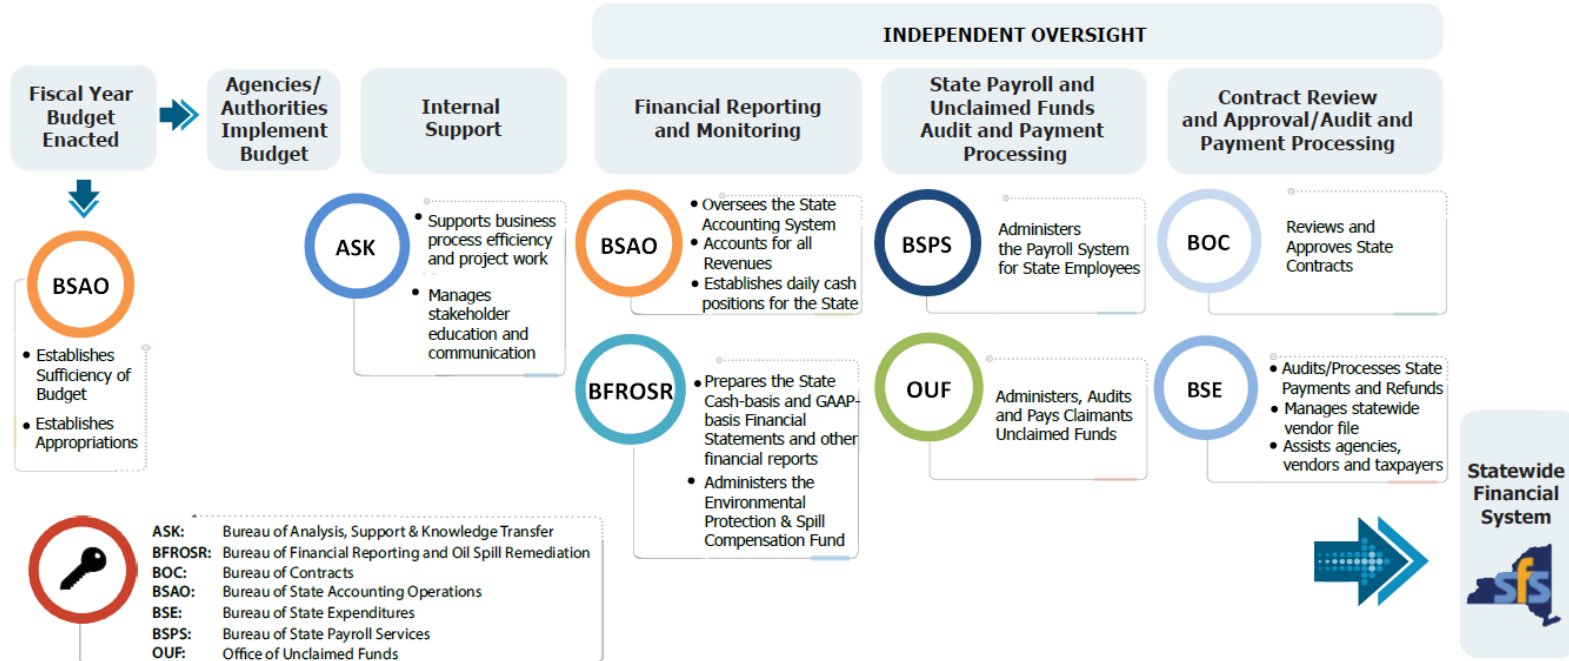 INDEPENDENT OVERSIGHT
Fiscal Year
Budget
Enacted
Agencies/
Authorities
Implement
Budget
Internal
Support
Financial Reporting
and Monitoring
State Payroll and
Unclaimed Funds
Audit and Payment
Processing
Contract Review
and Approval/Audit and
Payment Processing
BSAO
• Establishes
Sufficiency of
Budget
• Establishes
Appropriations
ASK
• Supports business
process efficiency
and project work
• Manages
stakeholder
education and
communication
BSAO
• Oversees the State
Accounting System
• Accounts for all
Revenues
• Establishes daily cash
positions for the State
BFROSR
• Prepares the State
Cash-basis and GAAP-
basis Financial
Statements and other
financial reports
• Administers the
Environmental
Protection & Spill
Compensation Fund
BSPS
Administers
the Payroll System
for State Employees
OUF
Administers, Audits
and Pays Claimants
Unclaimed Funds
BOC
Reviews and
Approves State
Contracts
BSE
• Audits/Processes State
Payments and Refunds
• Manages statewide
vendor file
• Assists agencies,
vendors and taxpayers
Statewide
Financial
System
sfs
ASK: Bureau of Analysis, Support & Knowledge Transfer
BFROSR: Bureau of Financial Reporting and Oil Spill Remediation
BOC: Bureau of Contracts
BSAO: Bureau of State Accounting Operations
BSE: Bureau of State Expenditures
BSPS: Bureau of State Payroll Services
OUF: Office of Unclaimed Funds